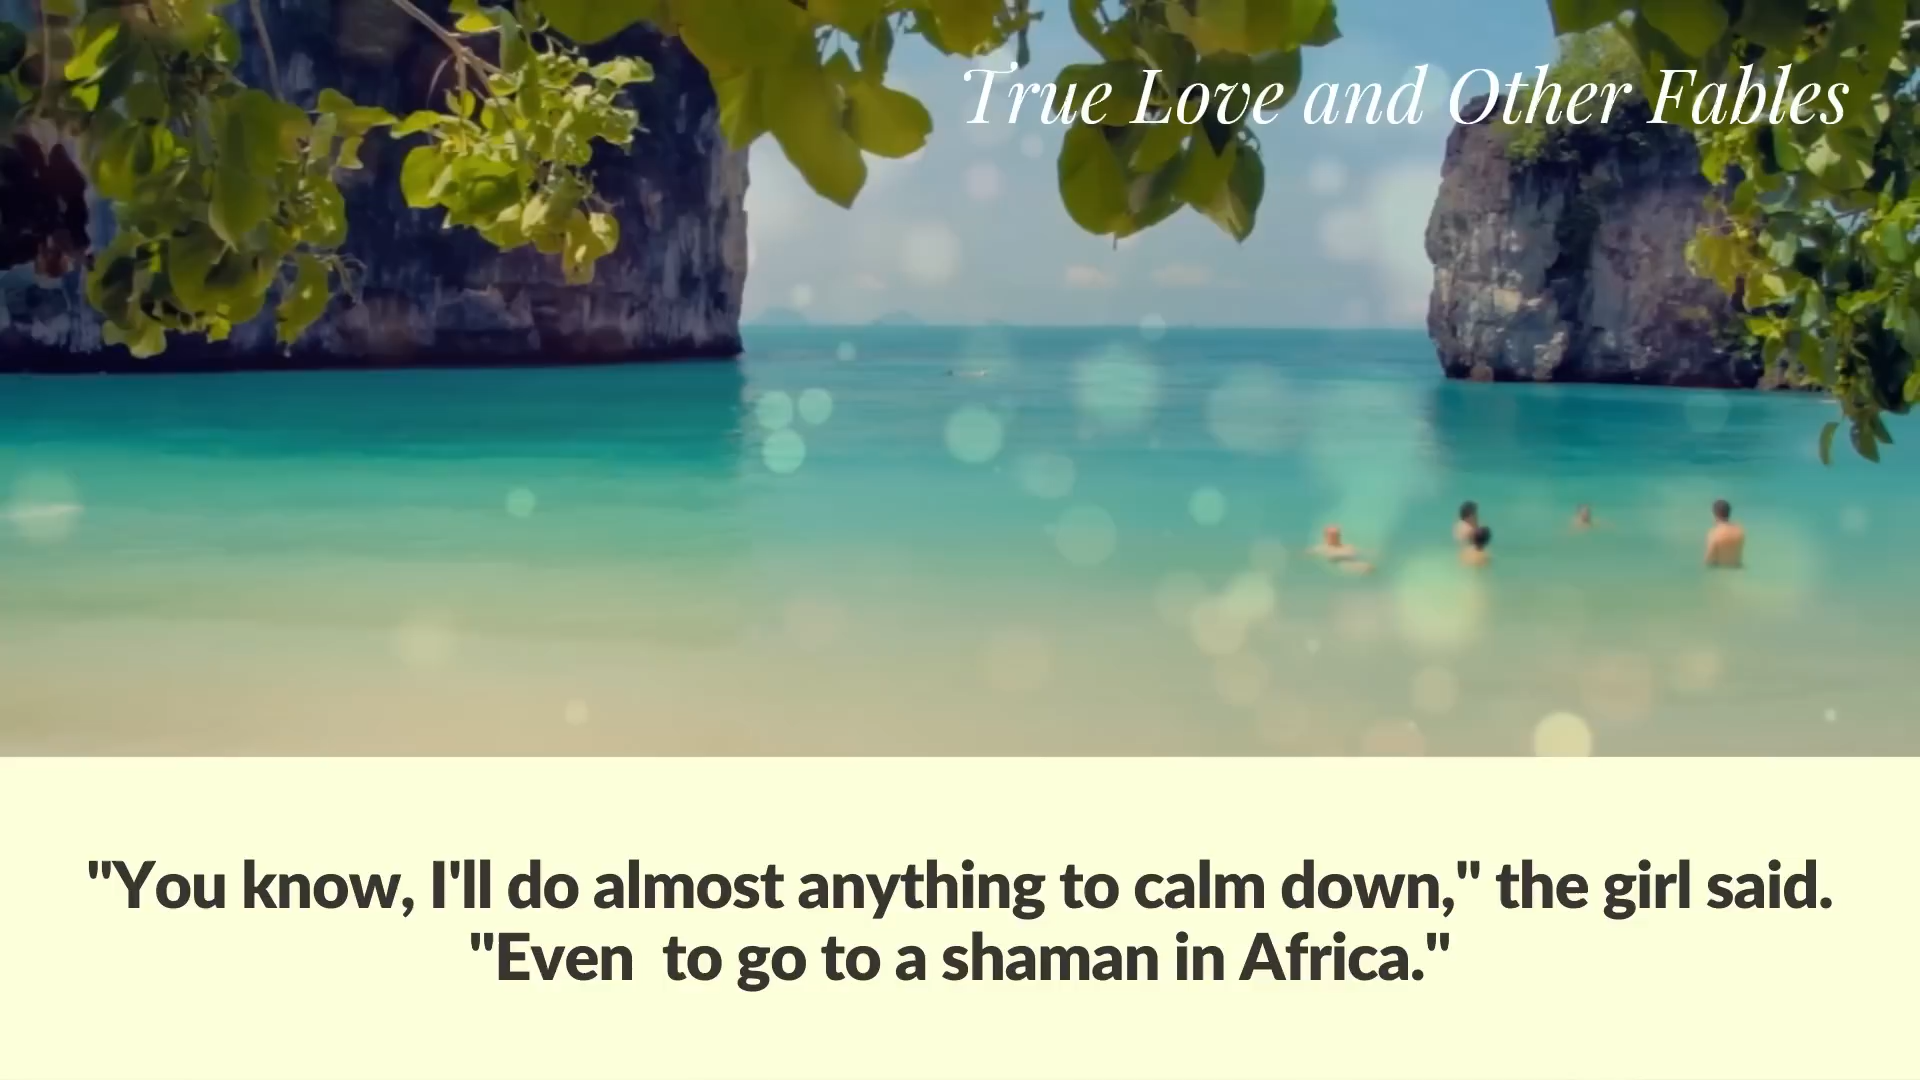 True Love and Other Fables
"You know, I'll do almost anything to calm down," the girl said.
"Even  to go to a shaman in Africa."